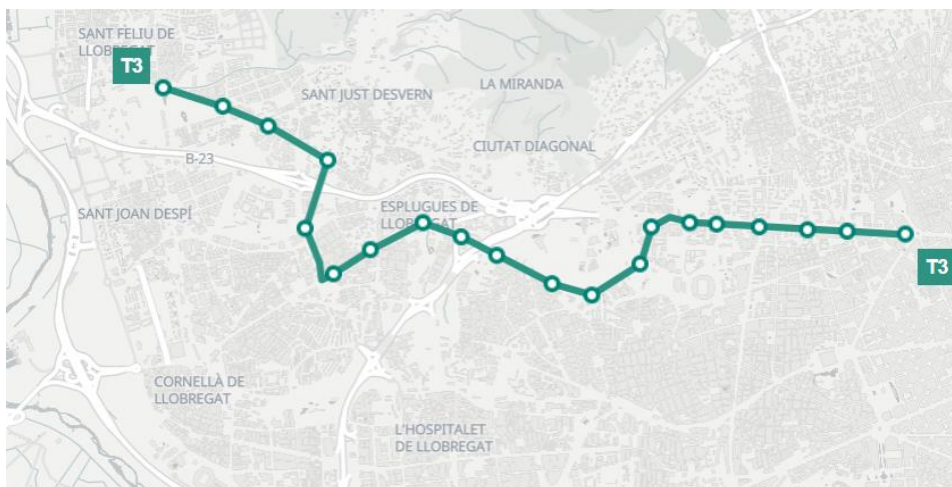 SANT FELIU DE
LLOBREGAT
T3
SANT JUST DESVERN
LA MIRANDA
CIUTAT DIAGONAL
B-23
SANT JOAN DESPÍ
ESPLUGUES DE
LLOBREGAT
T3
CORNELLÀ DE
LLOBREGAT
L'HOSPITALET
DE LLOBREGAT